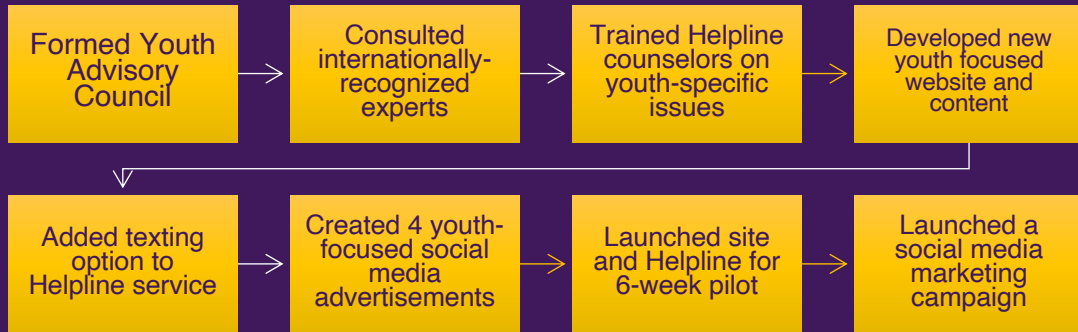 Formed Youth
Advisory
Council
Consulted
internationally-
recognized
experts
Trained Helpline
counselors on
youth-specific
issues
Developed new
youth focused
website and
content
Added texting
option to
Helpline service
Created 4 youth-
focused social
media
advertisements
Launched site
and Helpline for
6-week pilot
Launched a
social media
marketing
campaign